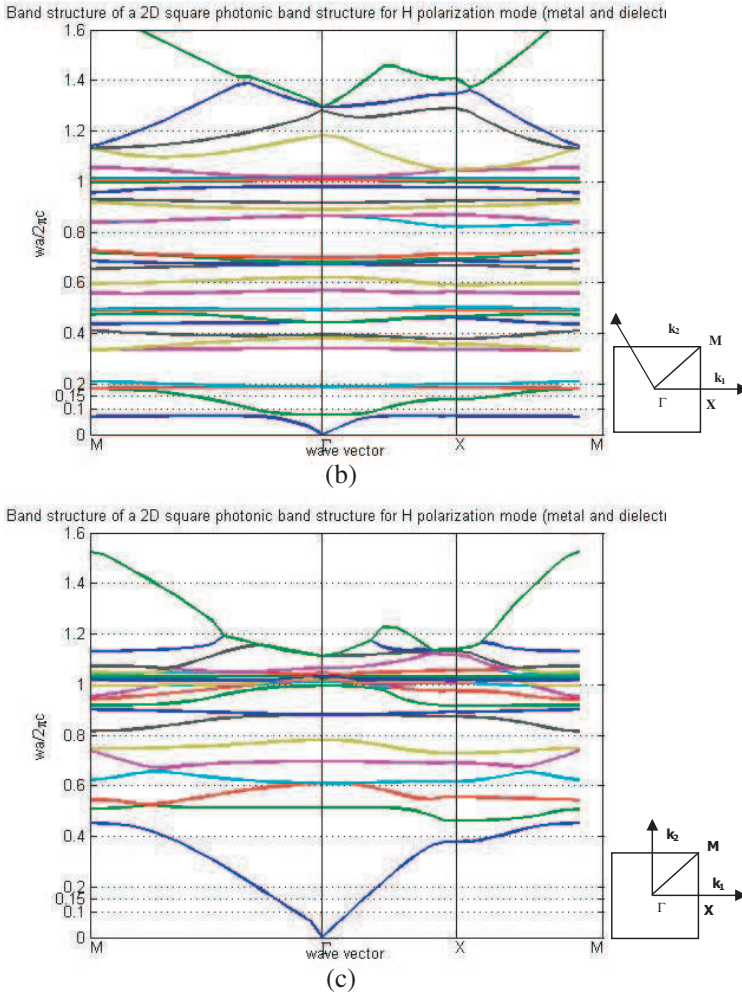 Band structure of a 2D square photonic band structure for H polarization mode (metal and dielectri
1.6
1.4
1.2
1
0.8
0.6
0.4
0.2
0.15
0.1
0
wa/2πc
M
Γ
X
M
wave vector
k₂
M
k₁
Γ
X
(b)
Band structure of a 2D square photonic band structure for H polarization mode (metal and dielectri
1.6
1.4
1.2
1
0.8
0.6
0.4
0.2
0.15
0.1
0
wa/2πc
M
Γ
X
M
wave vector
k₂
M
k₁
Γ
X
(c)